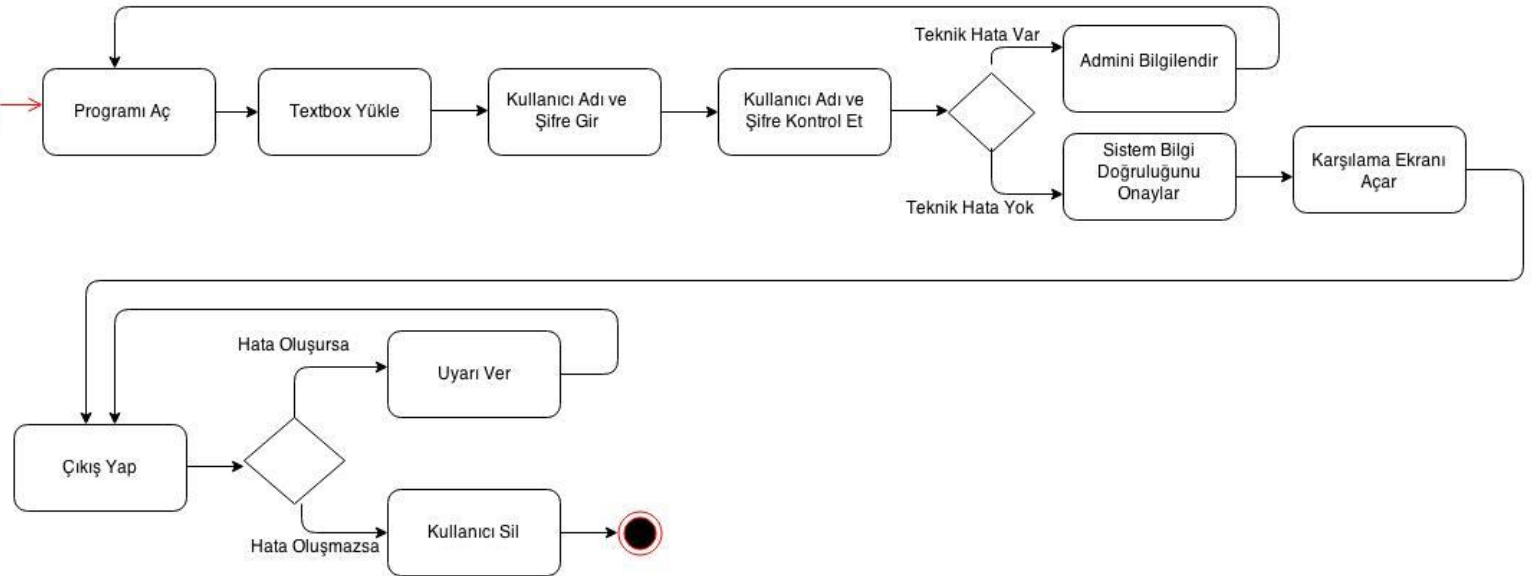 Teknik Hata Var
Admini Bilgilendir
Programı Aç
Textbox Yükle
Kullanıcı Adı ve
Şifre Gir
Kullanıcı Adı ve
Şifre Kontrol Et
Sistem Bilgi
Doğruluğunu
Onaylar
Karşılama Ekranı
Açar
Teknik Hata Yok
Hata Oluşursa
Uyarı Ver
Çıkış Yap
Kullanıcı Sil
Hata Oluşmazsa